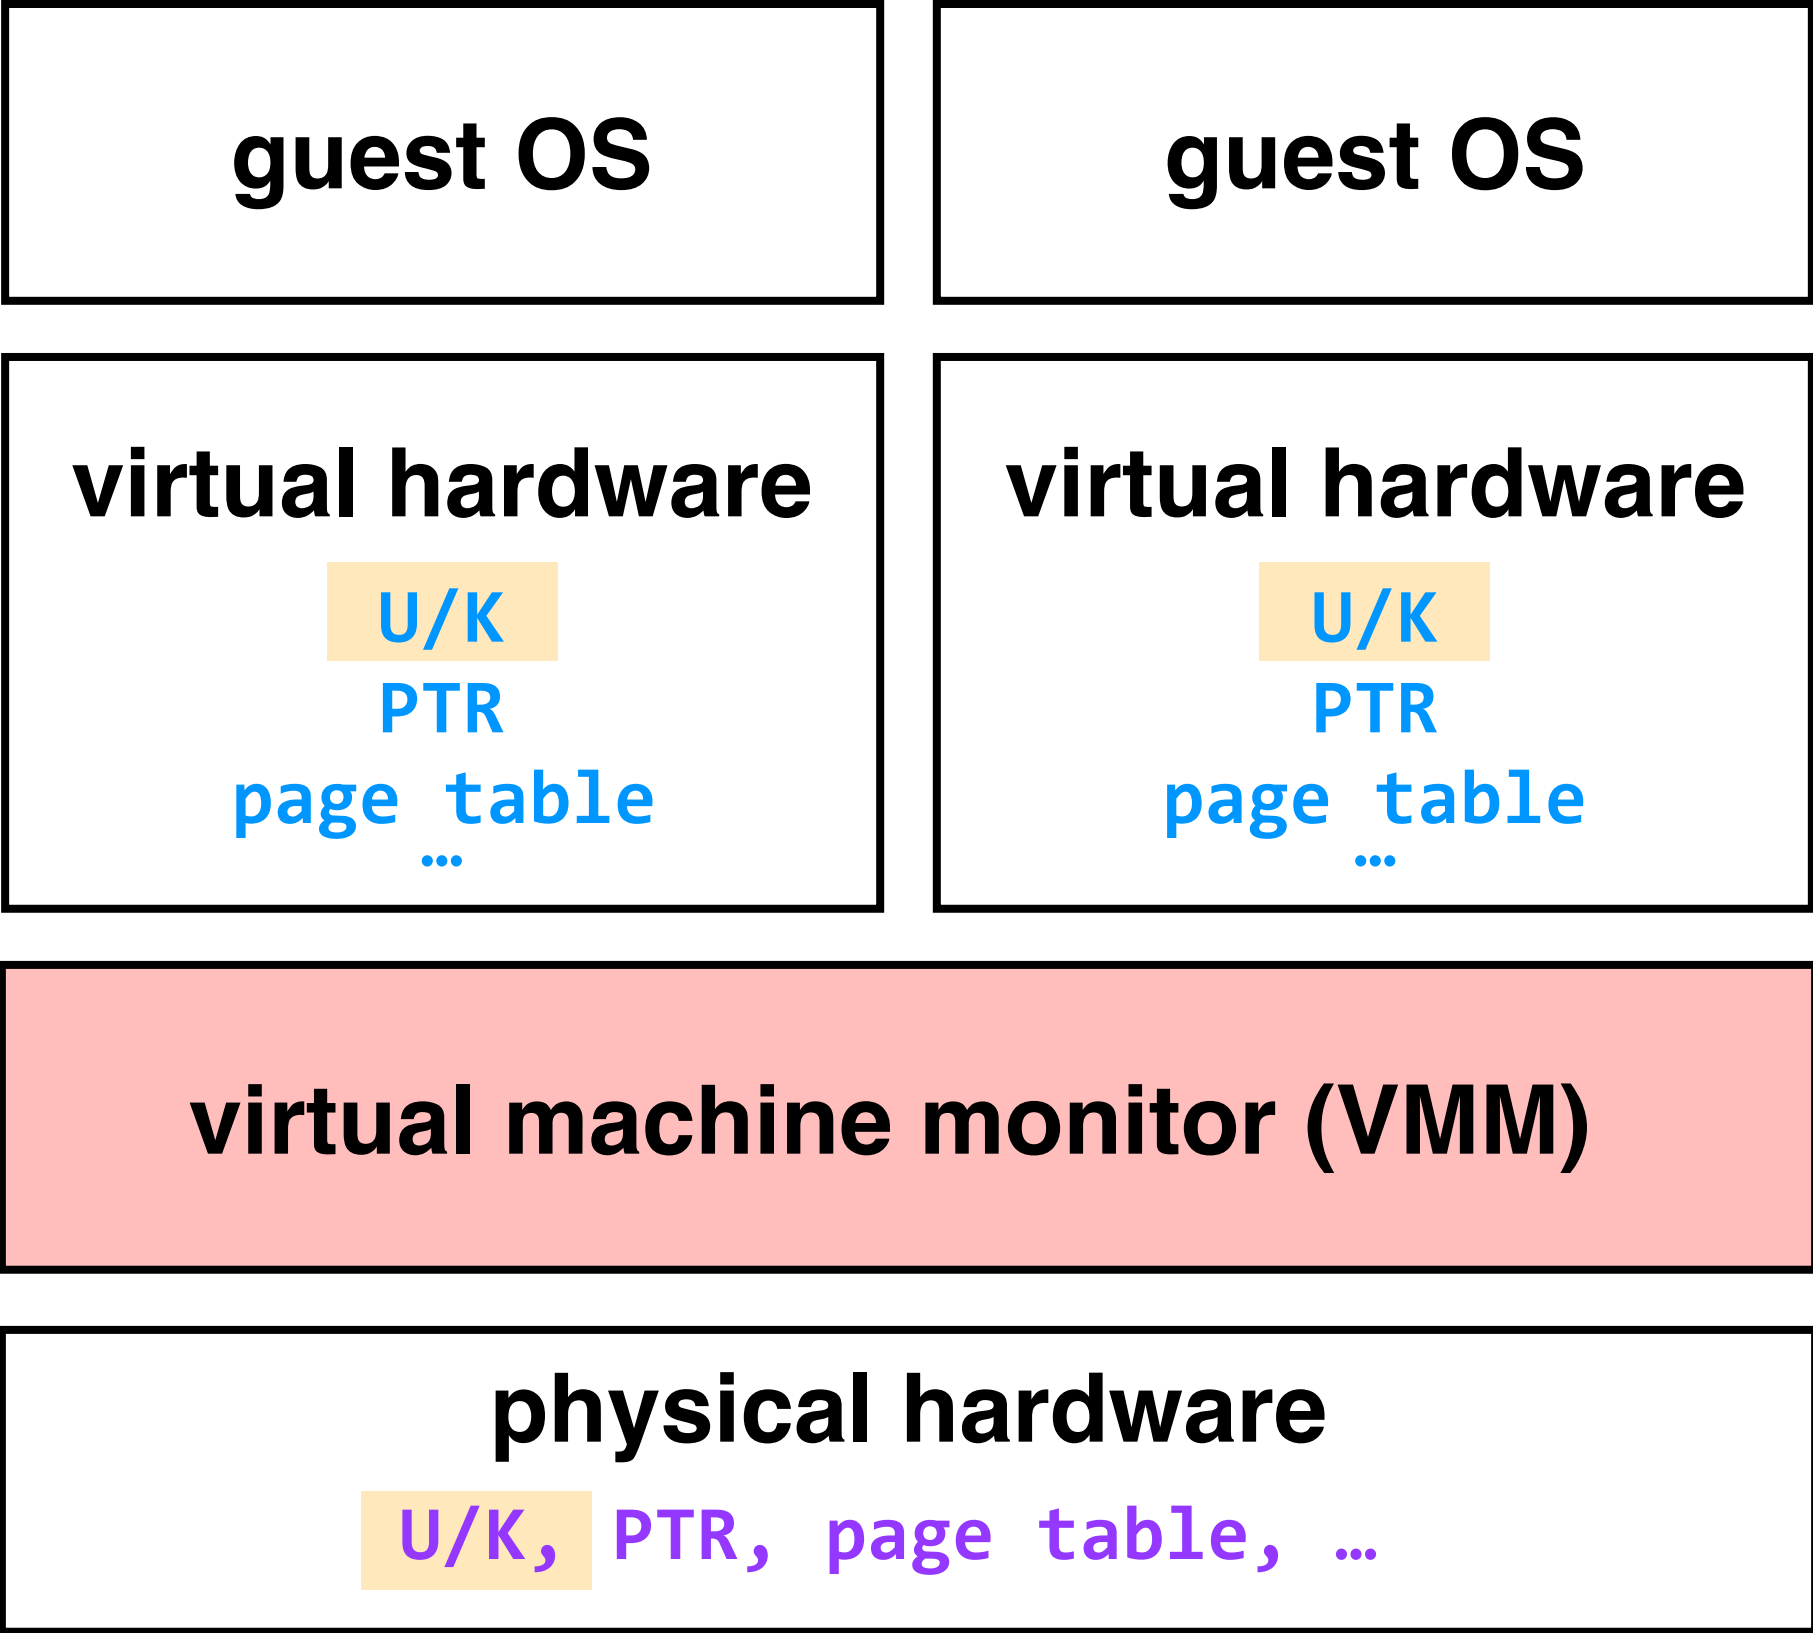 guest OS
guest OS
virtual hardware
U/K
PTR
page table
…
virtual hardware
U/K
PTR
page table
…
virtual machine monitor (VMM)
physical hardware
U/K, PTR, page table, …